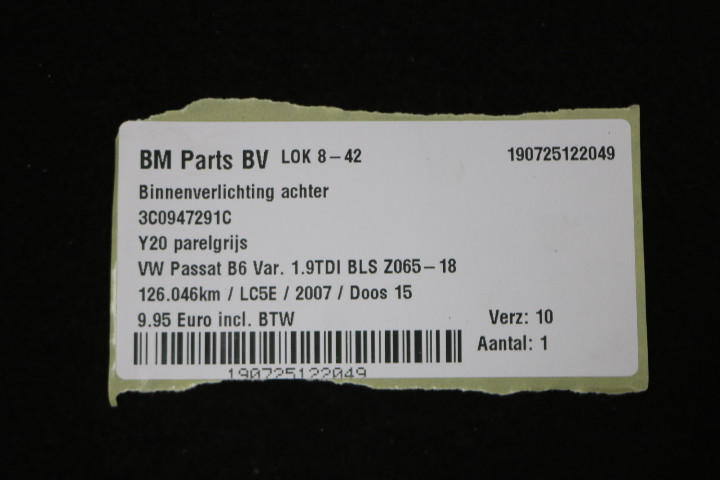 BM Parts BV LOK 8-42 190725122049
Binnenverlichting achter
3C0947291C
Y20 parelgrijs
VW Passat B6 Var. 1.9TDI BLS Z065-18
126.046km / LC5E / 2007 / Doos 15
9.95 Euro incl. BTW Verz: 10
Aantal: 1
190725122049